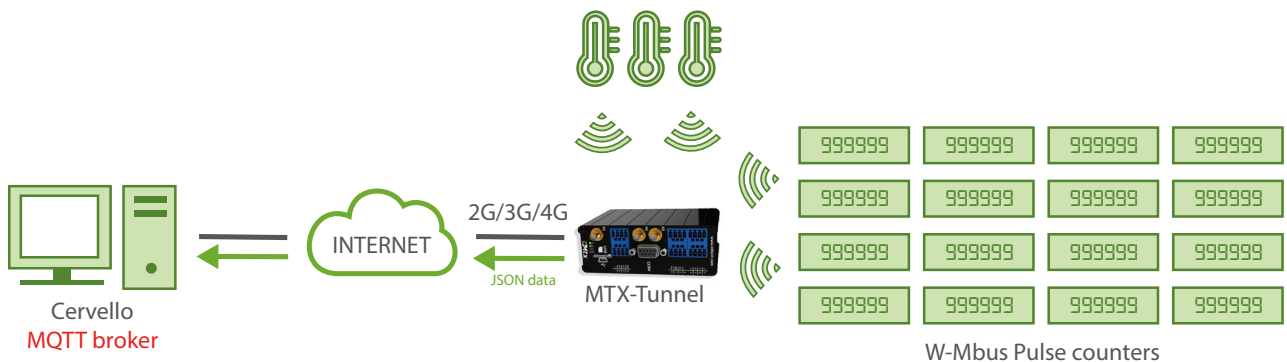 999999 999999 999999 999999
999999 999999 999999 999999
2G/3G/4G
INTERNET
999999 999999 999999 999999
JSON data
MTX-Tunnel
Cervello
999999 999999 999999 999999
MQTT broker
W-Mbus Pulse counters